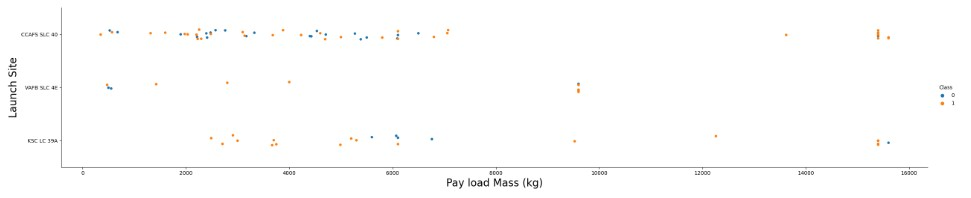 CCAFS SLC 40
VAFB SLC 4E
KSC LC 39A
Launch Site
0 2000 4000 6000 8000 10000 12000 14000 16000
Pay load Mass (kg)
Class
0
1